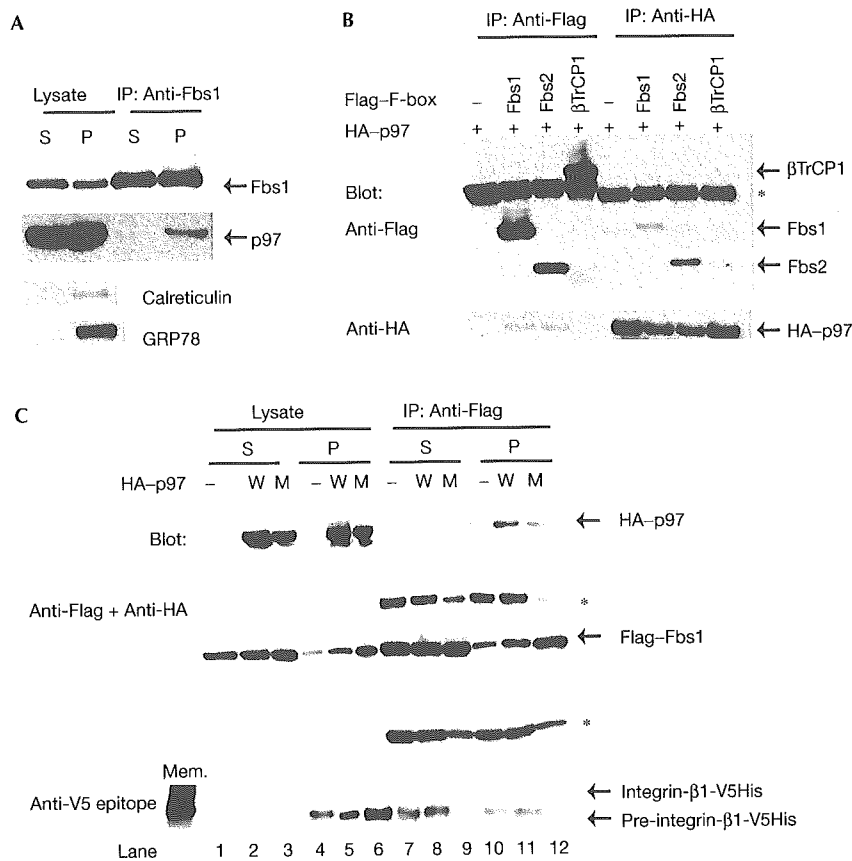 A
Lysate IP: Anti-Fbs1
S P S P
Fbs1
p97
Calreticulin
GRP78
B
IP: Anti-Flag IP: Anti-HA
Flag–F-box – Fbs1 Fbs2 βTrCP1 – Fbs1 Fbs2 βTrCP1
HA–p97 + + + + + + + +
βTrCP1
Blot: *
Anti-Flag Fbs1
Fbs2
Anti-HA HA–p97
C
Lysate IP: Anti-Flag
S P S P
HA–p97 – W M – W M – W M – W M
Blot: HA–p97
Anti-Flag + Anti-HA *
Flag–Fbs1
*
Mem.
Anti-V5 epitope Integrin-β1-V5His
Pre-integrin-β1-V5His
Lane 1 2 3 4 5 6 7 8 9 10 11 12